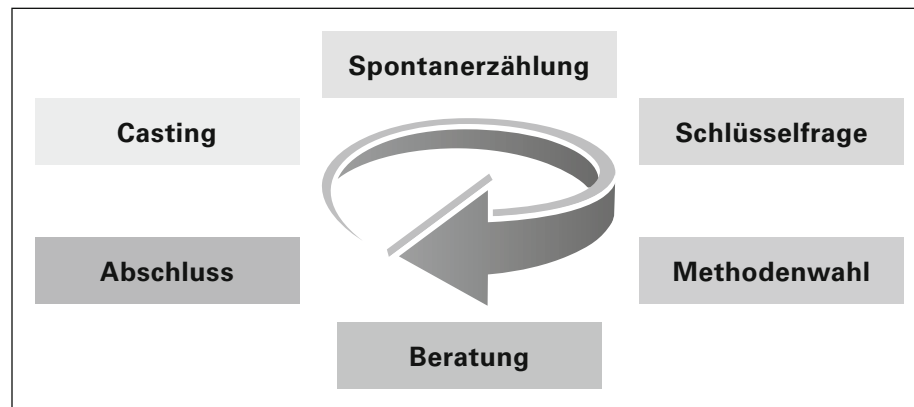 Spontanerzählung
Casting
Schlüsselfrage
Abschluss
Methodenwahl
Beratung